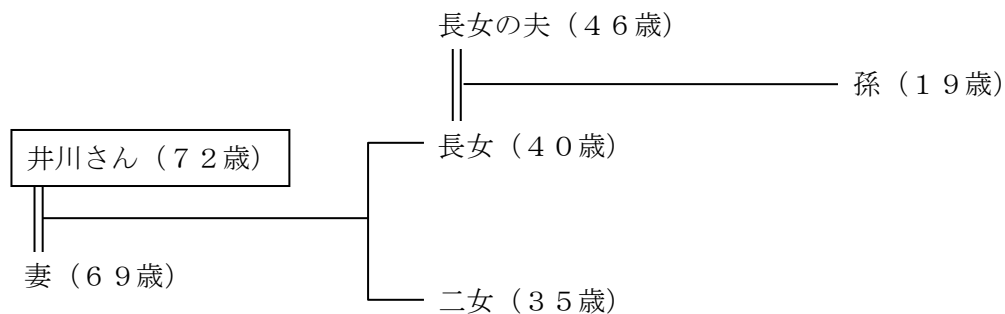 長女の夫（４６歳）
孫（１９歳）
井川さん（７２歳）
長女（４０歳）
妻（６９歳）
二女（３５歳）